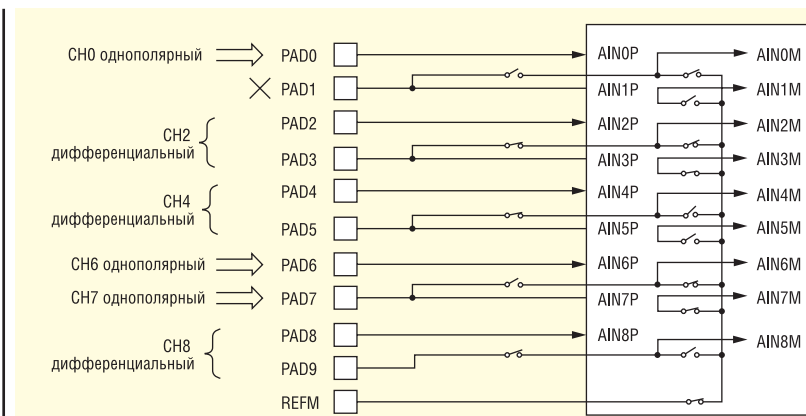 CH0 однополярный PAD0 AIN0P AIN0M
PAD1 AIN1P AIN1M
CH2
дифференциальный
PAD2 AIN2P AIN2M
PAD3 AIN3P AIN3M
CH4
дифференциальный
PAD4 AIN4P AIN4M
PAD5 AIN5P AIN5M
CH6 однополярный PAD6 AIN6P AIN6M
CH7 однополярный PAD7 AIN7P AIN7M
CH8
дифференциальный
PAD8 AIN8P AIN8M
PAD9
REFM